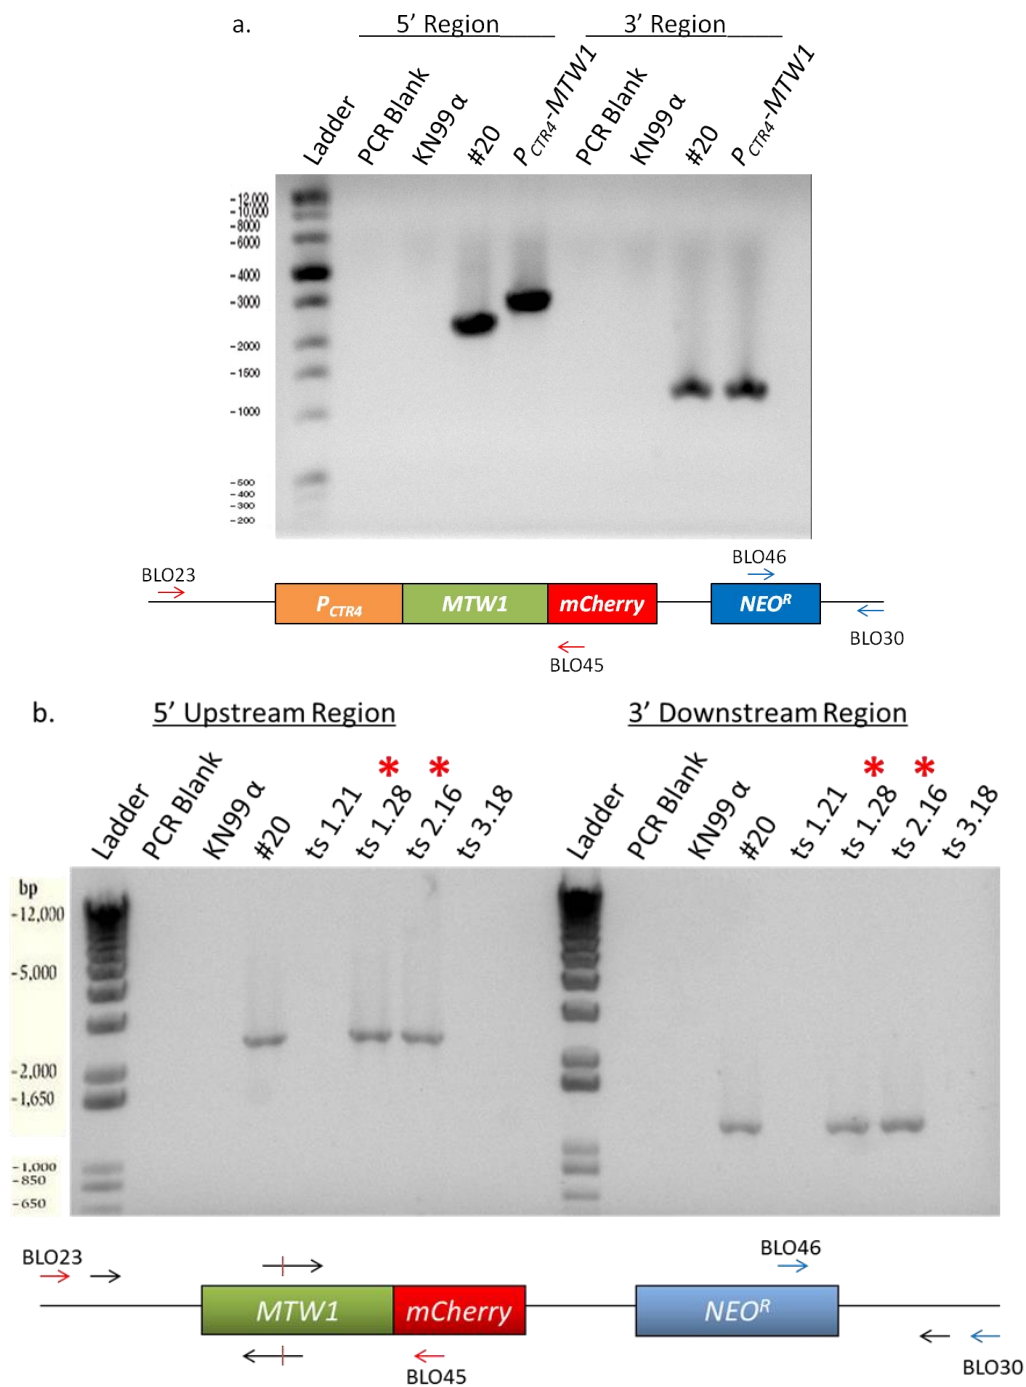 a.
5’ Region
3’ Region
Ladder
PCR Blank
KN99 α
#20
PCTR4-MTW1
PCR Blank
KN99 α
#20
PCTR4-MTW1
-12,000
-10,000
-8000
-6000
-4000
-3000
-2000
-1500
-1000
-500
-400
-300
-200
BLO23
BLO46
PCTR4
MTW1
mCherry
NEOR
BLO45
BLO30
b.
5’ Upstream Region
3’ Downstream Region
* *
* *
Ladder
PCR Blank
KN99 α
#20
ts 1.21
ts 1.28
ts 2.16
ts 3.18
Ladder
PCR Blank
KN99 α
#20
ts 1.21
ts 1.28
ts 2.16
ts 3.18
bp
-12,000
-5,000
-2,000
-1,650
-1,000
-850
-650
BLO23
BLO46
MTW1
mCherry
NEOR
BLO45
BLO30